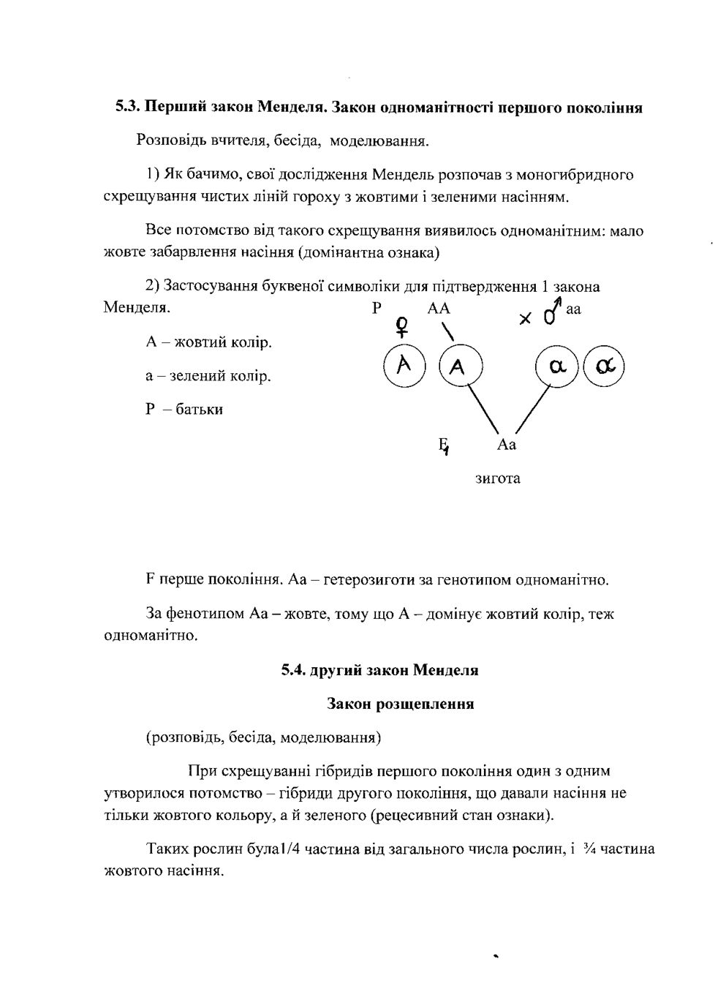 5.3. Перший закон Менделя. Закон одноманітності першого покоління
Розповідь вчителя, бесіда, моделювання.
1) Як бачимо, свої дослідження Мендель розпочав з моногибридного
схрещування чистих ліній гороху з жовтими і зеленими насінням.
Все потомство від такого схрещування виявилось одноманітним: мало
жовте забарвлення насіння (домінантна ознака)
2) Застосування буквеної символіки для підтвердження 1 закона
Менделя. P ♀ АА × ♂ аа
А – жовтий колір.
A A a a
а – зелений колір.
Р – батьки
F1 Аа
зигота
F перше покоління. Аа – гетерозиготи за генотипом одноманітно.
За фенотипом Аа – жовте, тому що А – домінує жовтий колір, теж
одноманітно.
5.4. другий закон Менделя
Закон розщеплення
(розповідь, бесіда, моделювання)
При схрещуванні гібридів першого покоління один з одним
утворилося потомство – гібриди другого покоління, що давали насіння не
тільки жовтого кольору, а й зеленого (рецесивний стан ознаки).
Таких рослин була1/4 частина від загального числа рослин, і ¾ частина
жовтого насіння.